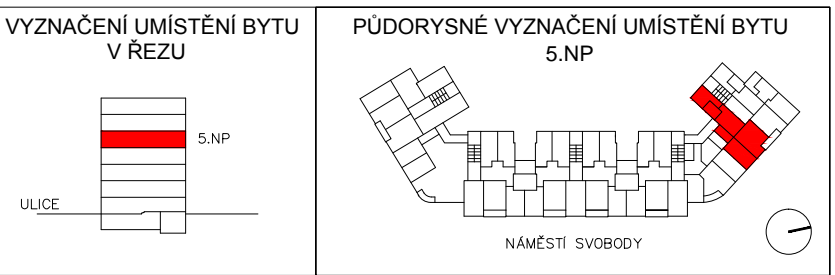 VYZNAČENÍ UMÍSTĚNÍ BYTU
V ŘEZU
5.NP
ULICE
PŮDORYSNÉ VYZNAČENÍ UMÍSTĚNÍ BYTU
5.NP
NÁMĚSTÍ SVOBODY